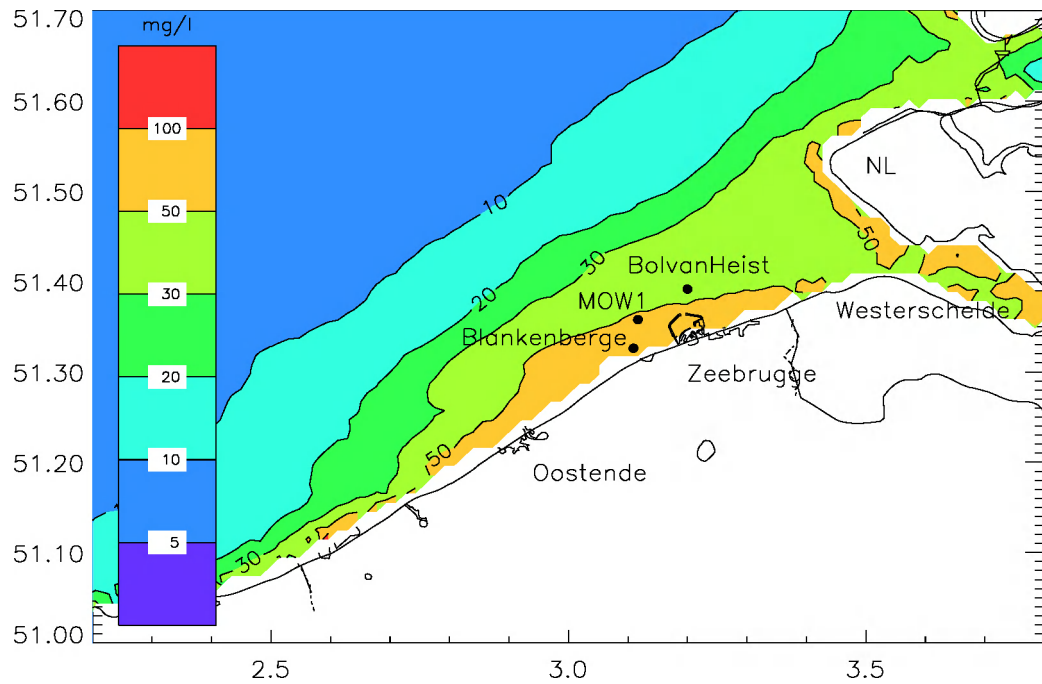 51.70
mg/l
51.60
100
NL
51.50
50
10
50
51.40
30
30
BolvanHeist
20
MOW1
Westerschelde
Blankenberge
51.30
20
Zeebrugge
51.20
10
50
Oostende
51.10
5
30
51.00
2.5
3.0
3.5